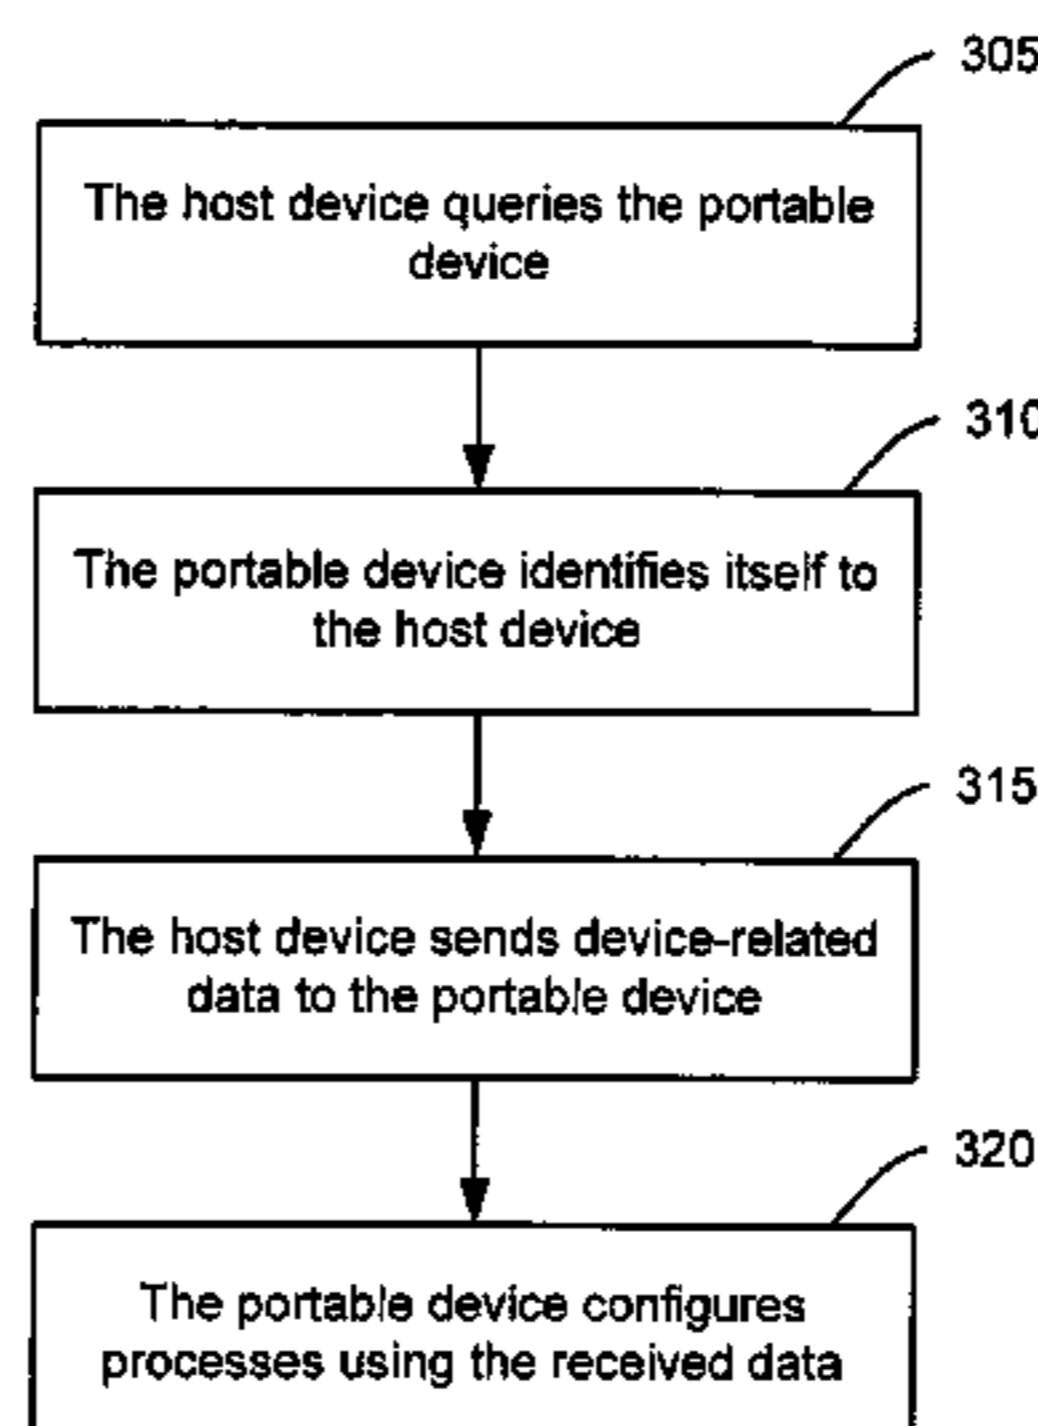 305
The host device queries the portable
device
310
The portable device identifies itself to
the host device
315
The host device sends device-related
data to the portable device
320
The portable device configures
processes using the received data